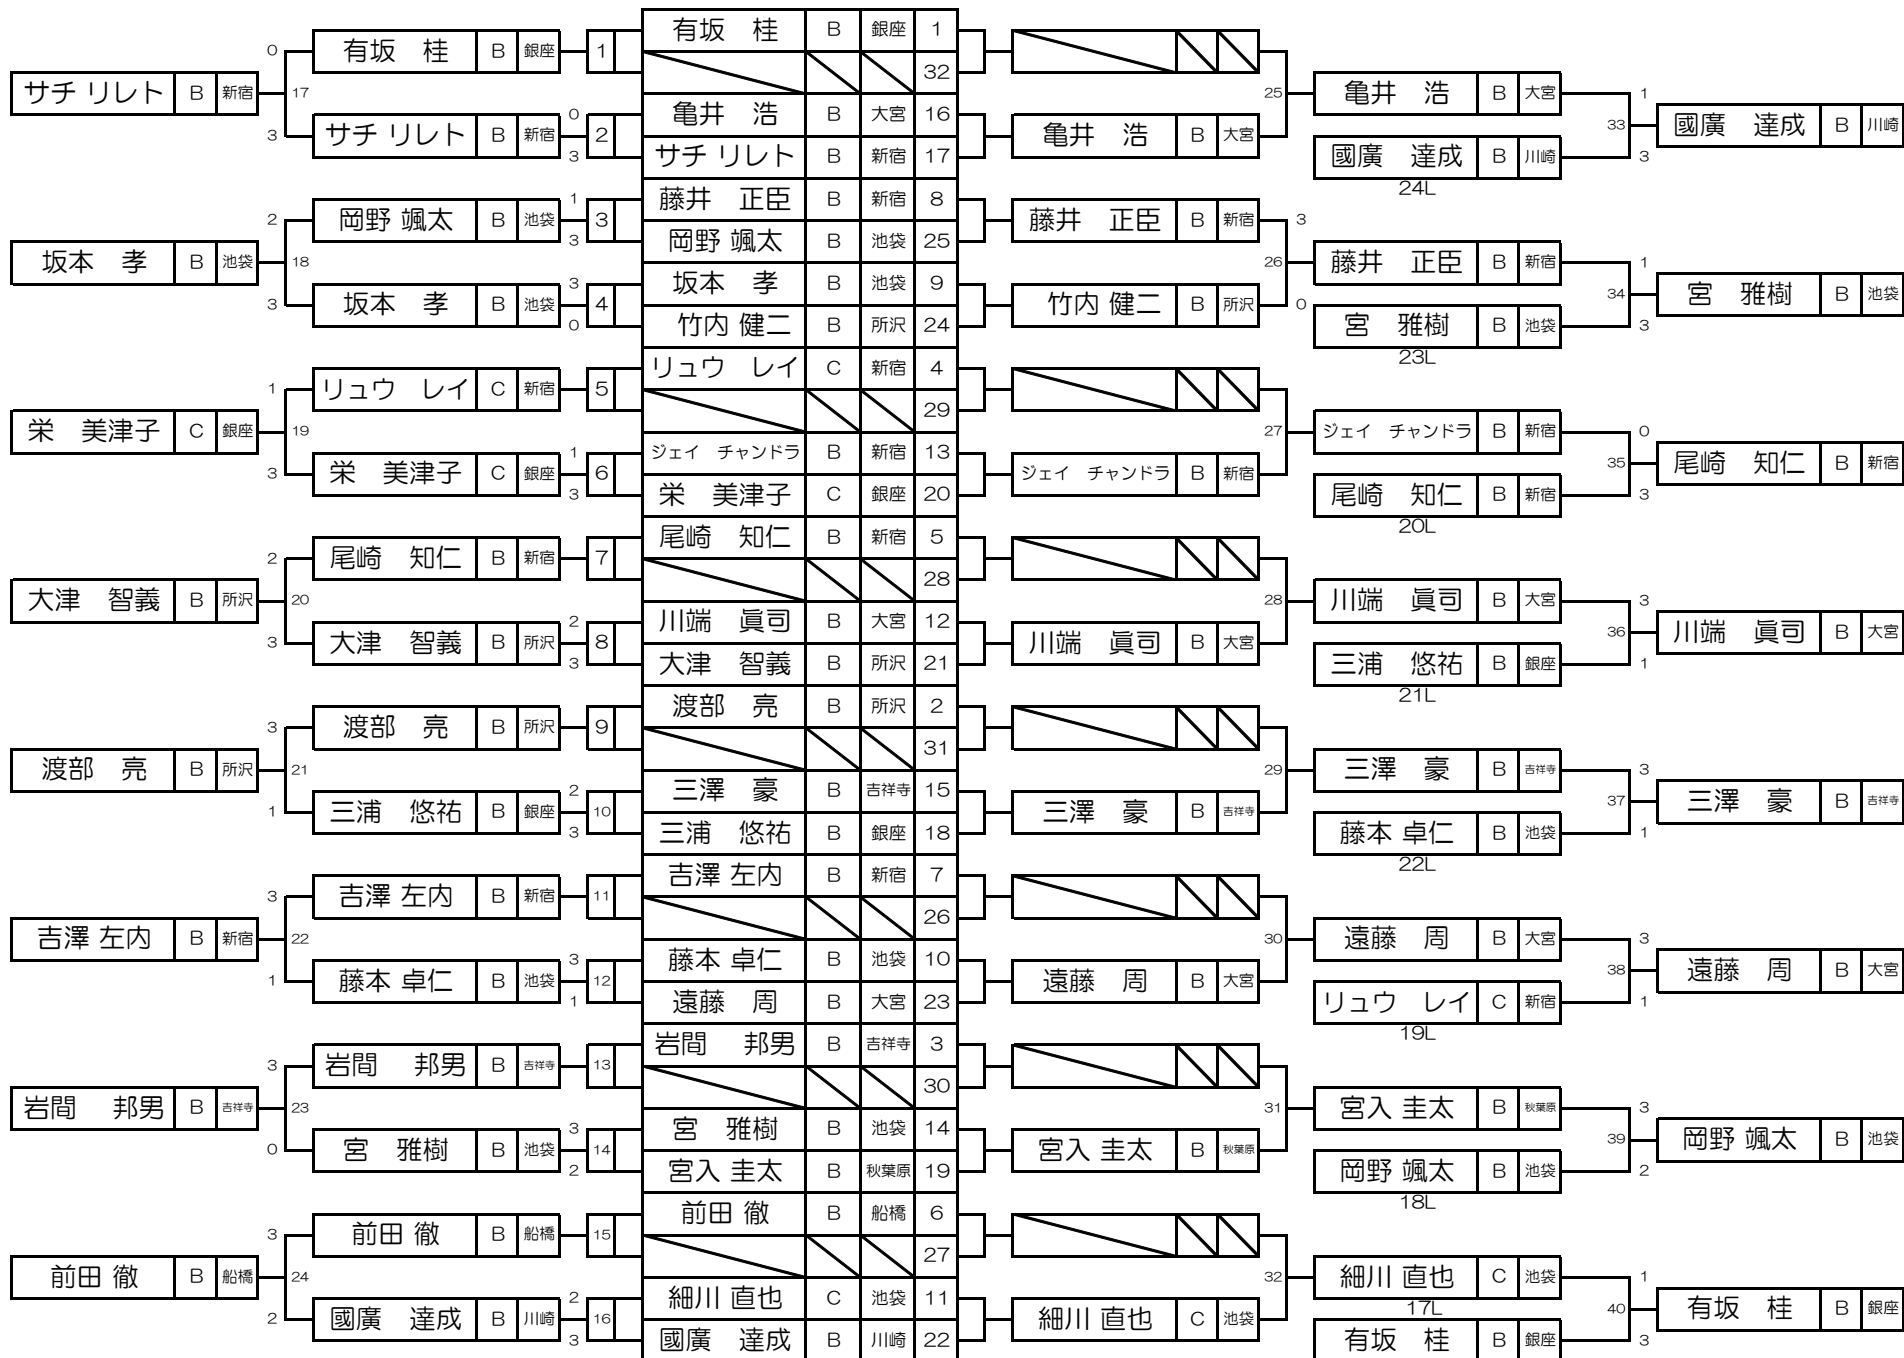 有坂　桂 B 銀座 1
0 有坂　桂 B 銀座 1
32
サチ リレト B 新宿 17
25 亀井　浩 B 大宮 1
33 國廣　達成 B 川崎
亀井　浩 B 大宮 16
3 サチ リレト B 新宿 0 2 3
亀井　浩 B 大宮
サチ リレト B 新宿 17
國廣　達成 B 川崎 3
24L
藤井　正臣 B 新宿 8
2 岡野 颯太 B 池袋 1 3 3
藤井　正臣 B 新宿 3
岡野 颯太 B 池袋 25
坂本　孝 B 池袋 18
26 藤井　正臣 B 新宿 1
34 宮　雅樹 B 池袋
坂本　孝 B 池袋 9
3 坂本　孝 B 池袋 3 4 0
竹内 健二 B 所沢 0
竹内 健二 B 所沢 24
宮　雅樹 B 池袋 3
23L
リュウ　レイ C 新宿 4
1 リュウ　レイ C 新宿 5
29
栄　美津子 C 銀座 19
27 ジェイ　チャンドラ B 新宿 0
35 尾崎　知仁 B 新宿
ジェイ　チャンドラ B 新宿 13
3 栄　美津子 C 銀座 1 6 3
ジェイ　チャンドラ B 新宿
栄　美津子 C 銀座 20
尾崎　知仁 B 新宿 3
20L
尾崎　知仁 B 新宿 5
2 尾崎　知仁 B 新宿 7
28
大津　智義 B 所沢 20
28 川端　眞司 B 大宮 3
36 川端　眞司 B 大宮
川端　眞司 B 大宮 12
3 大津　智義 B 所沢 2 8 3
川端　眞司 B 大宮
大津　智義 B 所沢 21
三浦　悠祐 B 銀座 1
21L
渡部　亮 B 所沢 2
3 渡部　亮 B 所沢 9
31
渡部　亮 B 所沢 21
29 三澤　豪 B 吉祥寺 3
37 三澤　豪 B 吉祥寺
三澤　豪 B 吉祥寺 15
1 三浦　悠祐 B 銀座 2 10 3
三澤　豪 B 吉祥寺
三浦　悠祐 B 銀座 18
藤本 卓仁 B 池袋 1
22L
吉澤 左内 B 新宿 7
3 吉澤 左内 B 新宿 11
26
吉澤 左内 B 新宿 22
30 遠藤　周 B 大宮 3
38 遠藤　周 B 大宮
藤本 卓仁 B 池袋 10
1 藤本 卓仁 B 池袋 3 12 1
遠藤　周 B 大宮
遠藤　周 B 大宮 23
リュウ　レイ C 新宿 1
19L
岩間　邦男 B 吉祥寺 3
3 岩間　邦男 B 吉祥寺 13
30
岩間　邦男 B 吉祥寺 23
31 宮入 圭太 B 秋葉原 3
39 岡野 颯太 B 池袋
宮　雅樹 B 池袋 14
0 宮　雅樹 B 池袋 3 14 2
宮入 圭太 B 秋葉原
宮入 圭太 B 秋葉原 19
岡野 颯太 B 池袋 2
18L
前田 徹 B 船橋 6
3 前田 徹 B 船橋 15
27
前田 徹 B 船橋 24
32 細川 直也 C 池袋 1
17L
40 有坂　桂 B 銀座
細川 直也 C 池袋 11
2 國廣　達成 B 川崎 2 16 3
細川 直也 C 池袋
國廣　達成 B 川崎 22
有坂　桂 B 銀座 3